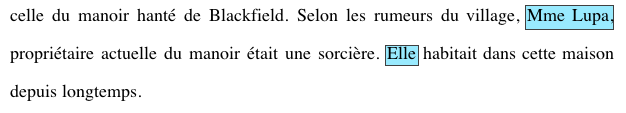 celle du manoir hanté de Blackfield. Selon les rumeurs du village, Mme Lupa,
propriétaire actuelle du manoir était une sorcière. Elle habitait dans cette maison
depuis longtemps.